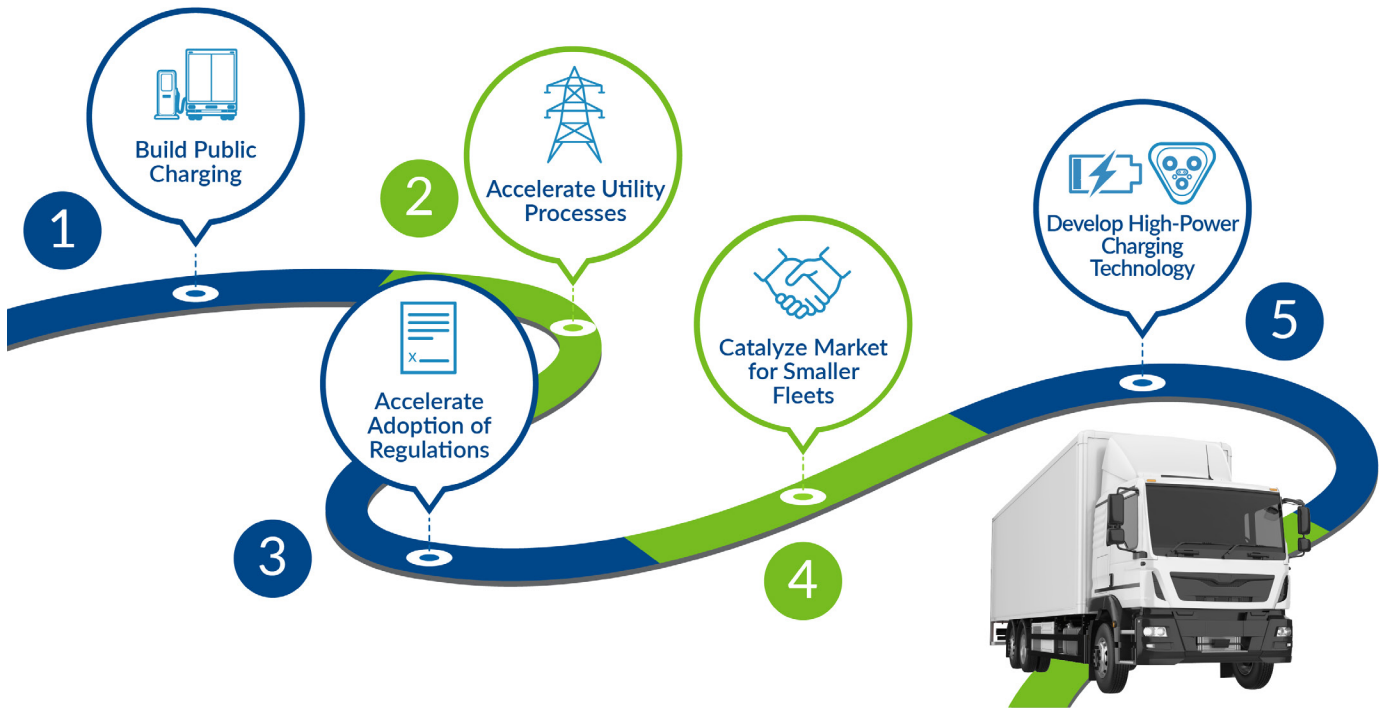 1
Build Public
Charging
2
Accelerate Utility
Processes
3
X
Accelerate
Adoption of
Regulations
4
Catalyze Market
for Smaller
Fleets
5
Develop High-Power
Charging
Technology